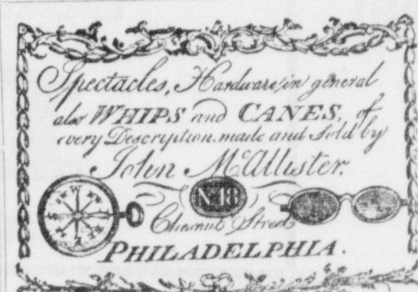 Spectacles, Hardware in general
also WHIPS and CANES, of
every Description made and Sold by
John McAllister.
N.48
Chesnut Street
PHILADELPHIA.